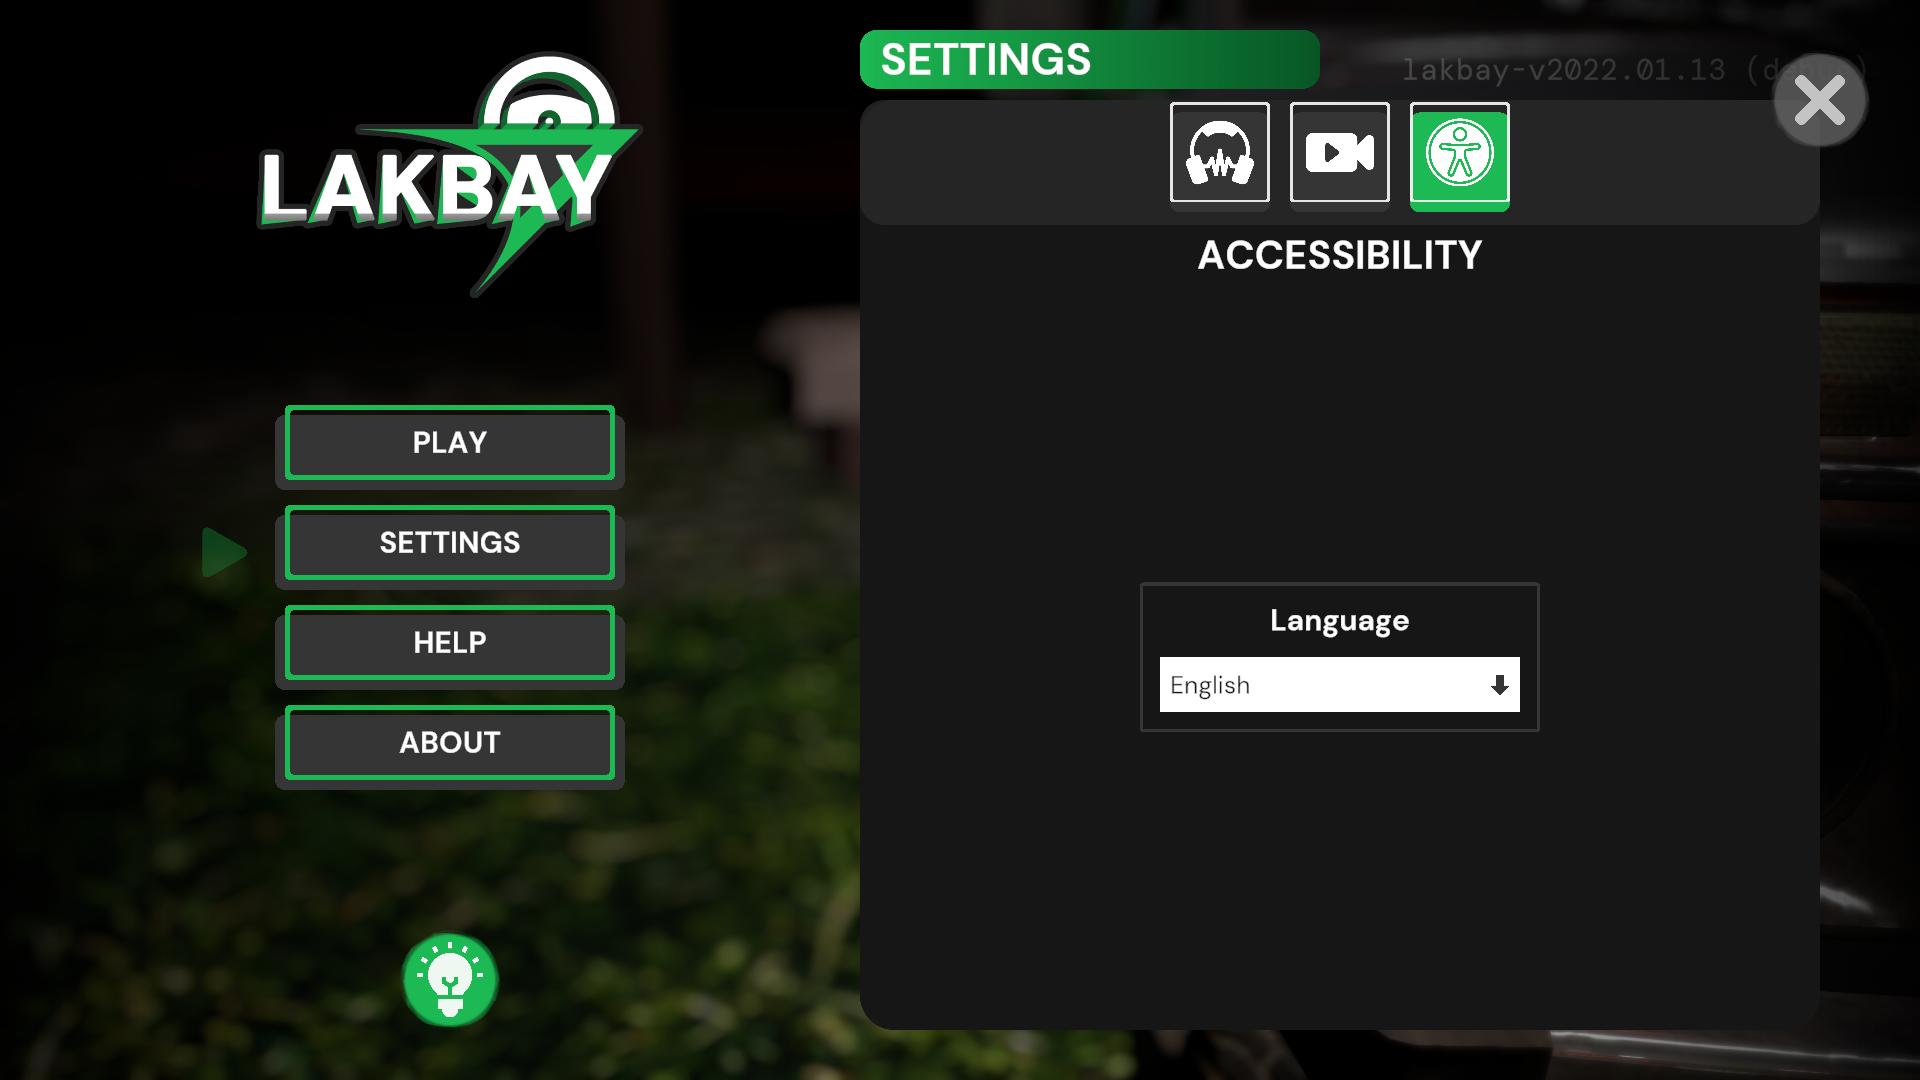 LAKBAY
PLAY
SETTINGS
HELP
ABOUT
SETTINGS
lakbay-v2022.01.13
ACCESSIBILITY
Language
English